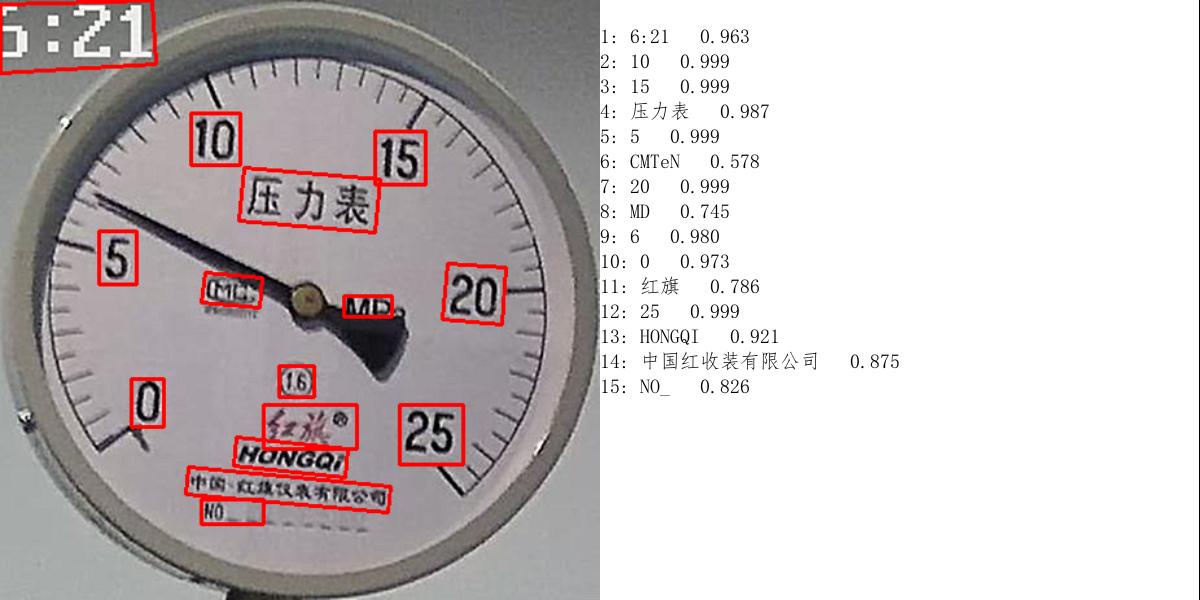 6:21
10
15
压力表
5
20
MPa
0
1.6
红旗®
25
HONGQi
中国·红旗仪表有限公司
NO
1: 6:21 0.963
2: 10 0.999
3: 15 0.999
4: 压力表 0.987
5: 5 0.999
6: CMTeN 0.578
7: 20 0.999
8: MD 0.745
9: 6 0.980
10: 0 0.973
11: 红旗 0.786
12: 25 0.999
13: HONGQI 0.921
14: 中国红收装有限公司 0.875
15: NO_ 0.826